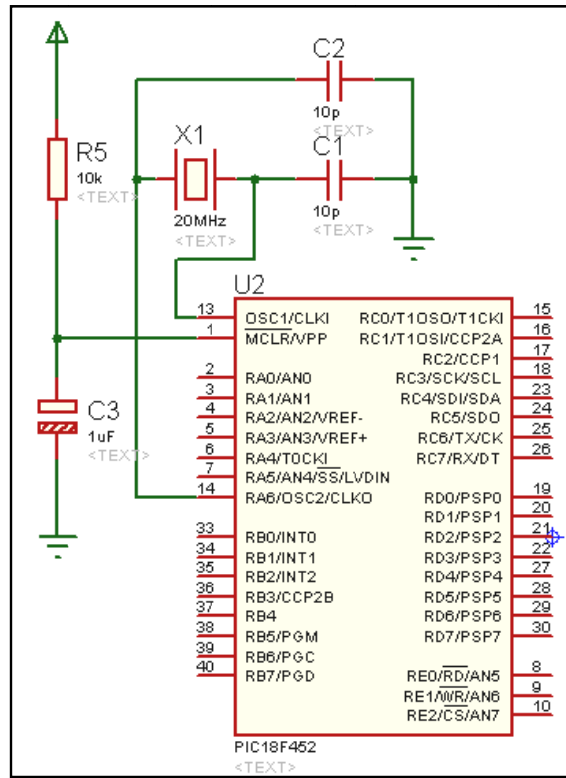 C2
10p
<TEXT>
X1
20MHz
<TEXT>
C1
10p
<TEXT>
R5
10k
<TEXT>
C3
1uF
<TEXT>
U2
13 OSC1/CLKI RC0/T1OSO/T1CKI 15
1 MCLR/VPP RC1/T1OSI/CCP2A 16
RC2/CCP1 17
2 RA0/AN0 RC3/SCK/SCL 18
3 RA1/AN1 RC4/SDI/SDA 23
4 RA2/AN2/VREF- RC5/SDO 24
5 RA3/AN3/VREF+ RC6/TX/CK 25
6 RA4/T0CKI RC7/RX/DT 26
7 RA5/AN4/SS/LVDIN
14 RA6/OSC2/CLKO RD0/PSP0 19
RD1/PSP1 20
33 RB0/INT0 RD2/PSP2 21
34 RB1/INT1 RD3/PSP3 22
35 RB2/INT2 RD4/PSP4 27
36 RB3/CCP2B RD5/PSP5 28
37 RB4 RD6/PSP6 29
38 RB5/PGM RD7/PSP7 30
39 RB6/PGC
40 RB7/PGD RE0/RD/AN5 8
RE1/WR/AN6 9
RE2/CS/AN7 10
PIC18F452
<TEXT>